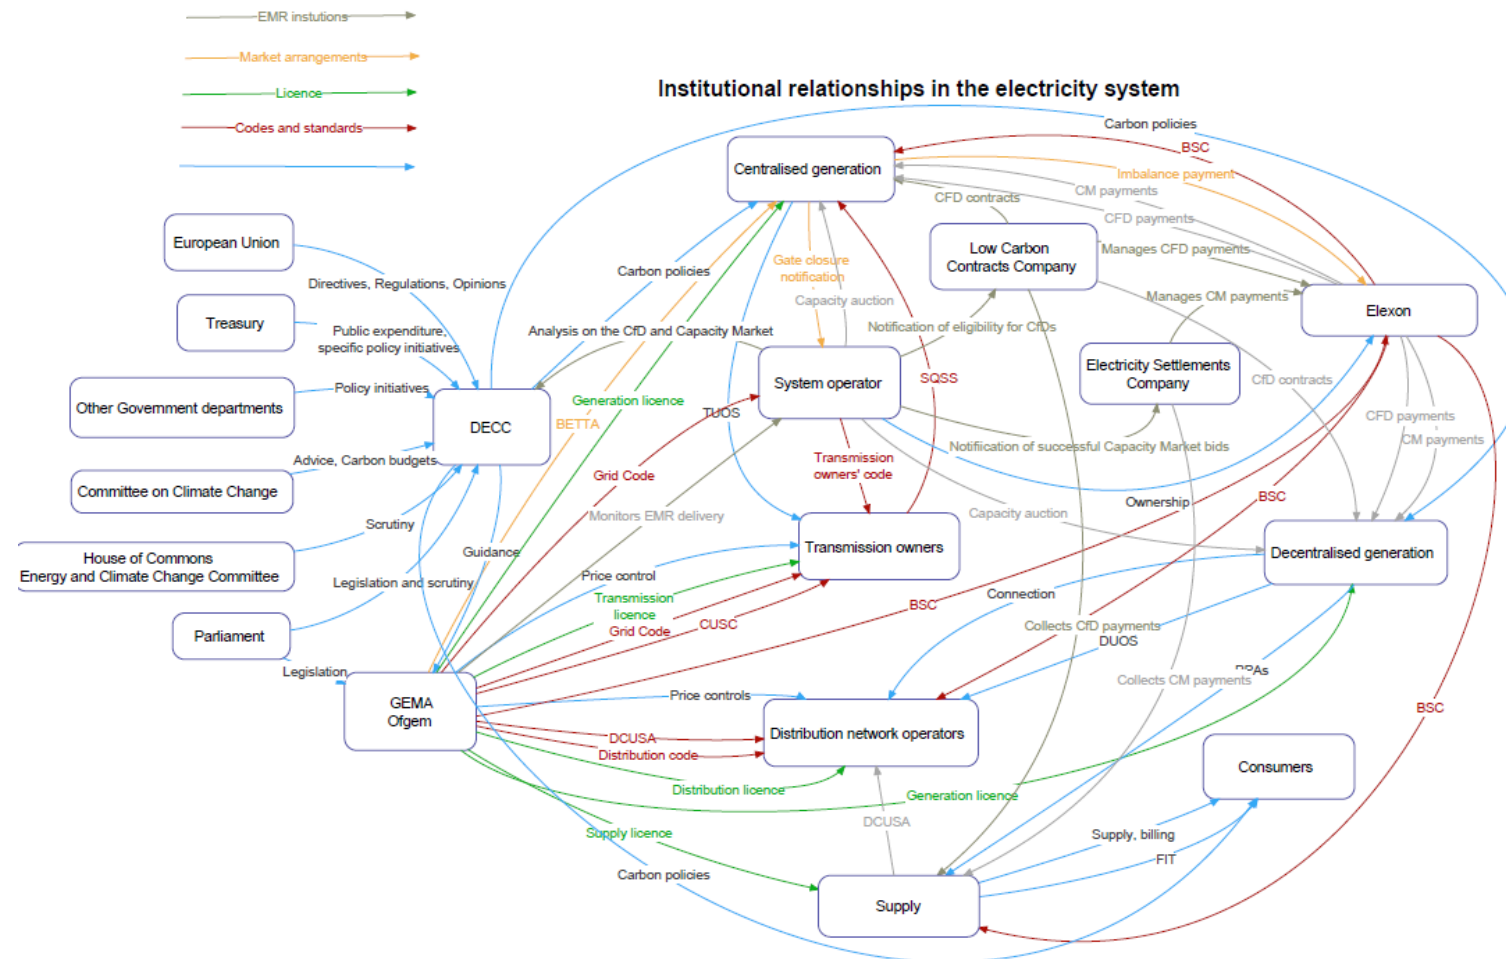 EMR instutions
Market arrangements
Licence
Codes and standards
Institutional relationships in the electricity system
Carbon policies
BSC
Centralised generation
Imbalance payment
CM payments
CFD contracts
CFD payments
European Union
Low Carbon
Contracts Company
Manages CFD payments
Gate closure
notification
Carbon policies
Directives, Regulations, Opinions
Capacity auction
Manages CM payments
Elexon
Treasury
Public expenditure,
specific policy initiatives
Analysis on the CfD and Capacity Market
Notification of eligibility for CfDs
Electricity Settlements
Company
System operator
SQSS
CfD contracts
Policy initiatives
Other Government departments
Generation licence
TUOS
CFD payments
BETTA
DECC
CM payments
Notifiication of successful Capacity Market bids
Advice, Carbon budgets
Transmission
owners' code
Grid Code
Committee on Climate Change
BSC
Ownership
Monitors EMR delivery
Capacity auction
Scrutiny
House of Commons
Energy and Climate Change Committee
Guidance
Transmission owners
Decentralised generation
Legislation and scrutiny
Price control
Connection
Transmission
licence
BSC
Grid Code
CUSC
Collects CfD payments
Parliament
DUOS
Legislation
Collects CM payments
Price controls
GEMA
Ofgem
BSC
DCUSA
Distribution code
Distribution network operators
Consumers
Distribution licence
Generation licence
DCUSA
Supply licence
Supply, billing
FIT
Carbon policies
Supply